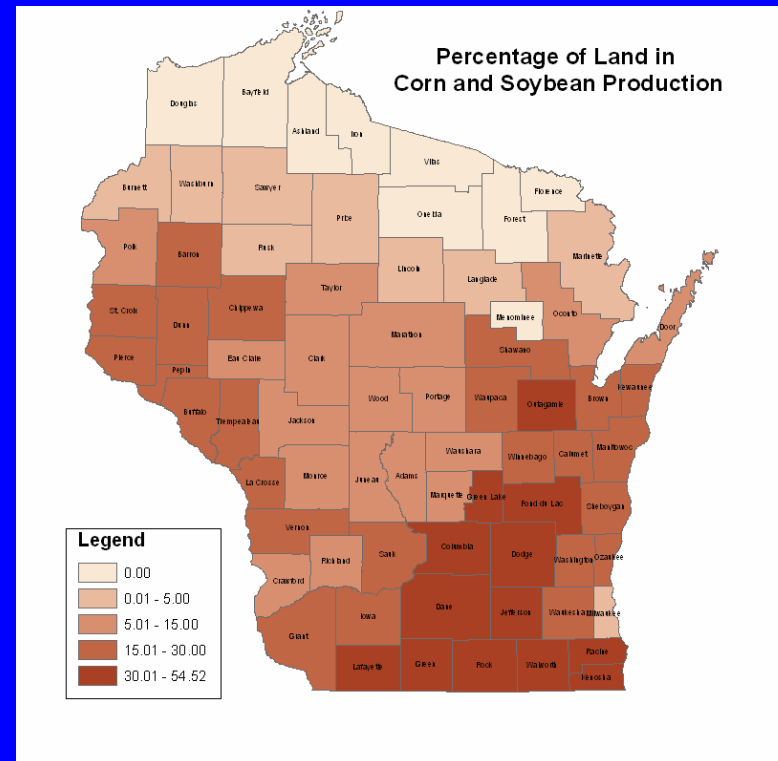 Percentage of Land in
Corn and Soybean Production
Douglas
Bayfield
Ashland
Iron
Vilas
Florence
Burnett
Washburn
Sawyer
Oneida
Forest
Price
Marinette
Polk
Barron
Rusk
Lincoln
Langlade
Taylor
Oconto
St. Croix
Chippewa
Menominee
Dunn
Door
Marathon
Shawano
Pierce
Eau Claire
Clark
Pepin
Kewaunee
Wood
Portage
Waupaca
Outagamie
Brown
Buffalo
Trempealeau
Jackson
Waushara
Manitowoc
Winnebago
Calumet
Monroe
Juneau
Adams
La Crosse
Marquette
Green Lake
Fond du Lac
Sheboygan
Vernon
Columbia
Dodge
Sauk
Richland
Washington
Ozaukee
Crawford
Dane
Jefferson
Waukesha
Milwaukee
Iowa
Grant
Racine
Lafayette
Green
Rock
Walworth
Kenosha
Legend
0.00
0.01 - 5.00
5.01 - 15.00
15.01 - 30.00
30.01 - 54.52